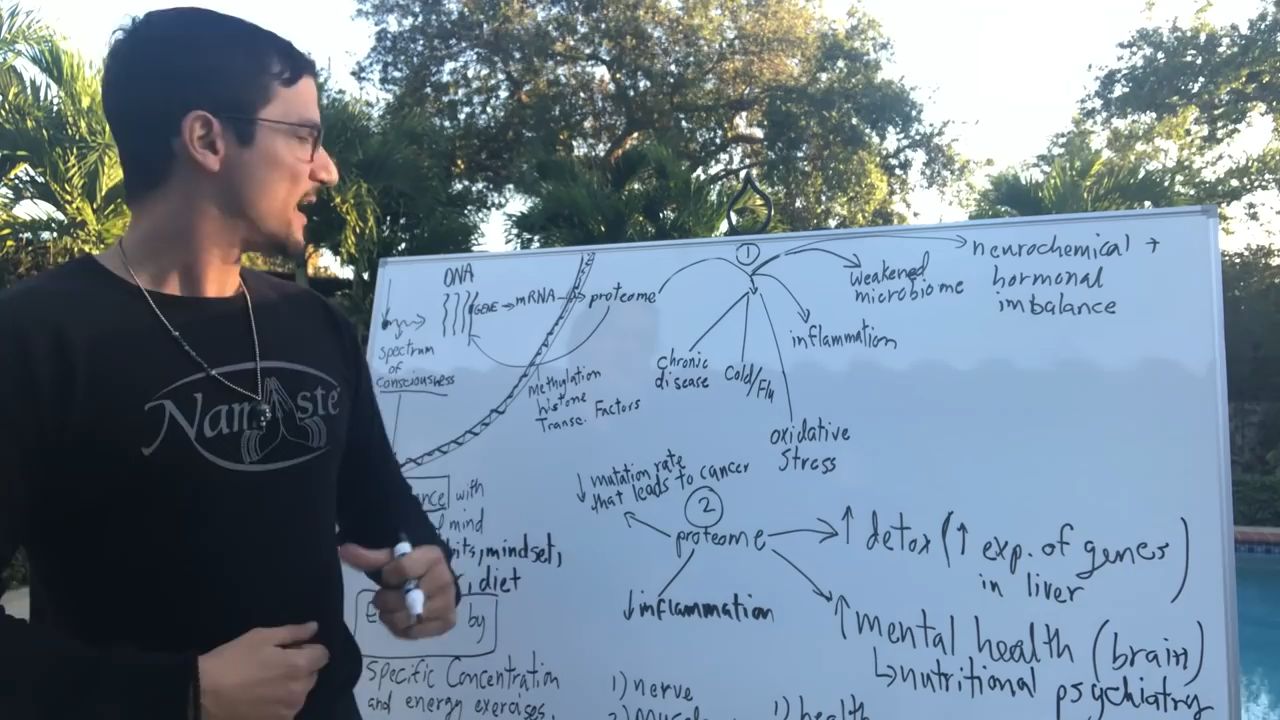 Namaste
DNA
GENE → mRNA → proteome
spectrum
of
consciousness
Methylation
histone
Transc. Factors
1
chronic
disease
Cold/Flu
oxidative
Stress
inflammation
weakened
microbiome
neurochemical +
hormonal
imbalance
with
mind
mindset,
diet
by
Specific Concentration
and energy exercises,
2
proteome
↓ mutation rate
that leads to cancer
↓ inflammation
↑ detox (↑ exp. of genes
in liver)
↑ mental health (brain)
↳ nutritional psychiatry
1) nerve
2)
1) health